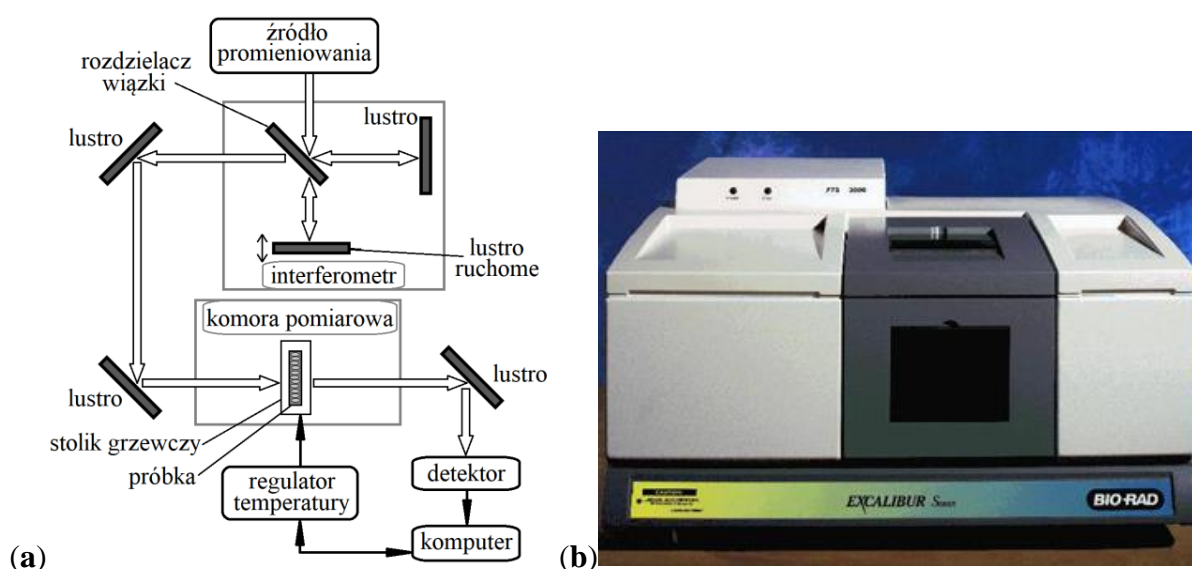 źródło
promieniowania
rozdzielacz
wiązki
lustro
lustro
lustro
ruchome
interferometr
komora pomiarowa
lustro
lustro
stolik grzewczy
próbka
regulator
temperatury
detektor
komputer
(a)
FTS 3000
EXCALIBUR SERIES
BIO-RAD
(b)